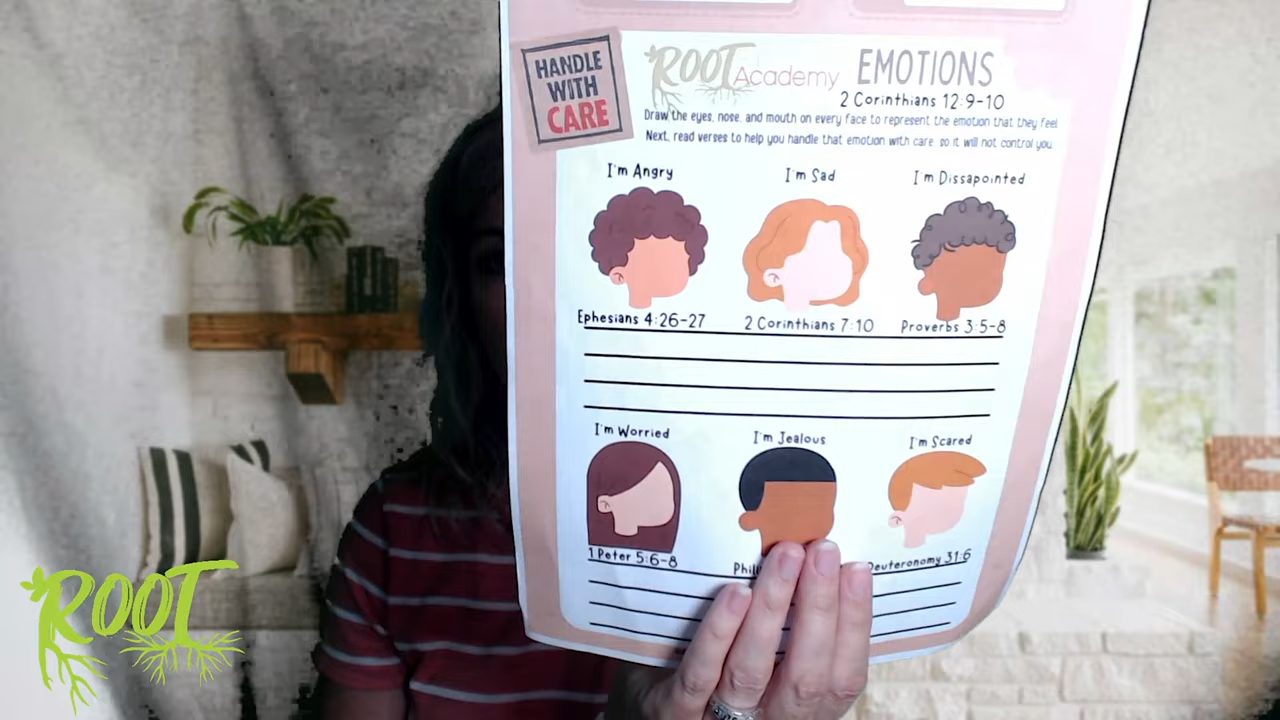 HANDLE
WITH
CARE
ROOT Academy
EMOTIONS
2 Corinthians 12:9-10
Draw the eyes, nose, and mouth on every face to represent the emotion that they feel
Next, read verses to help you handle that emotion with care, so it will not control you.
I'm Angry
I'm Sad
I'm Dissapointed
Ephesians 4:26-27
2 Corinthians 7:10
Proverbs 3:5-8
I'm Worried
I'm Jealous
I'm Scared
1 Peter 5:6-8
Deuteronomy 31:6
ROOT